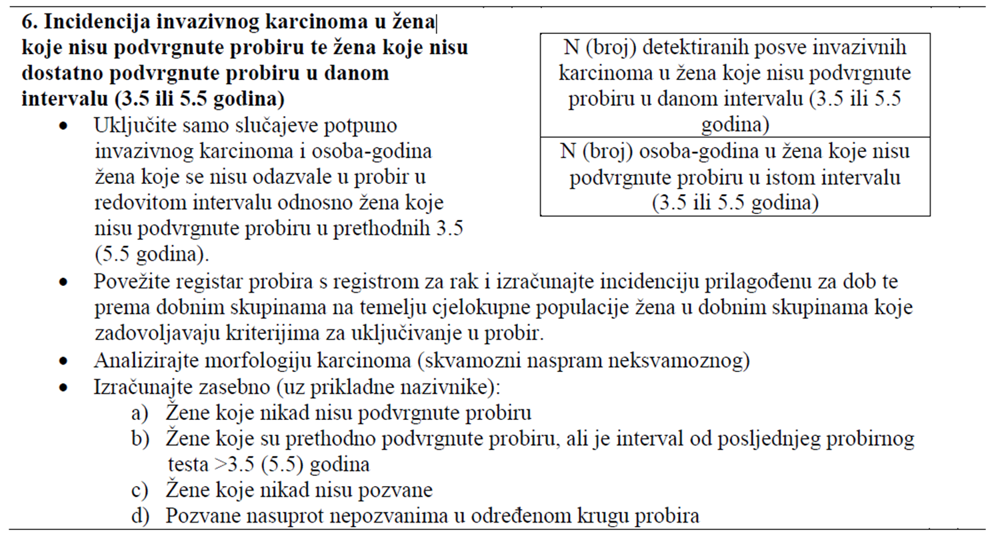 6. Incidencija invazivnog karcinoma u žena
koje nisu podvrgnute probiru te žena koje nisu
dostatno podvrgnute probiru u danom
intervalu (3.5 ili 5.5 godina)
• Uključite samo slučajeve potpuno
invazivnog karcinoma i osoba-godina
žena koje se nisu odazvale u probir u
redovitom intervalu odnosno žena koje
nisu podvrgnute probiru u prethodnih 3.5
(5.5 godina).
N (broj) detektiranih posve invazivnih
karcinoma u žena koje nisu podvrgnute
probiru u danom intervalu (3.5 ili 5.5
godina)
N (broj) osoba-godina u žena koje nisu
podvrgnute probiru u istom intervalu
(3.5 ili 5.5 godina)
• Povežite registar probira s registrom za rak i izračunajte incidenciju prilagođenu za dob te
prema dobnim skupinama na temelju cjelokupne populacije žena u dobnim skupinama koje
zadovoljavaju kriterijima za uključivanje u probir.
• Analizirajte morfologiju karcinoma (skvamozni naspram neksvamoznog)
• Izračunajte zasebno (uz prikladne nazivnike):
a) Žene koje nikad nisu podvrgnute probiru
b) Žene koje su prethodno podvrgnute probiru, ali je interval od posljednjeg probirnog
testa >3.5 (5.5) godina
c) Žene koje nikad nisu pozvane
d) Pozvane nasuprot nepozvanima u određenom krugu probira